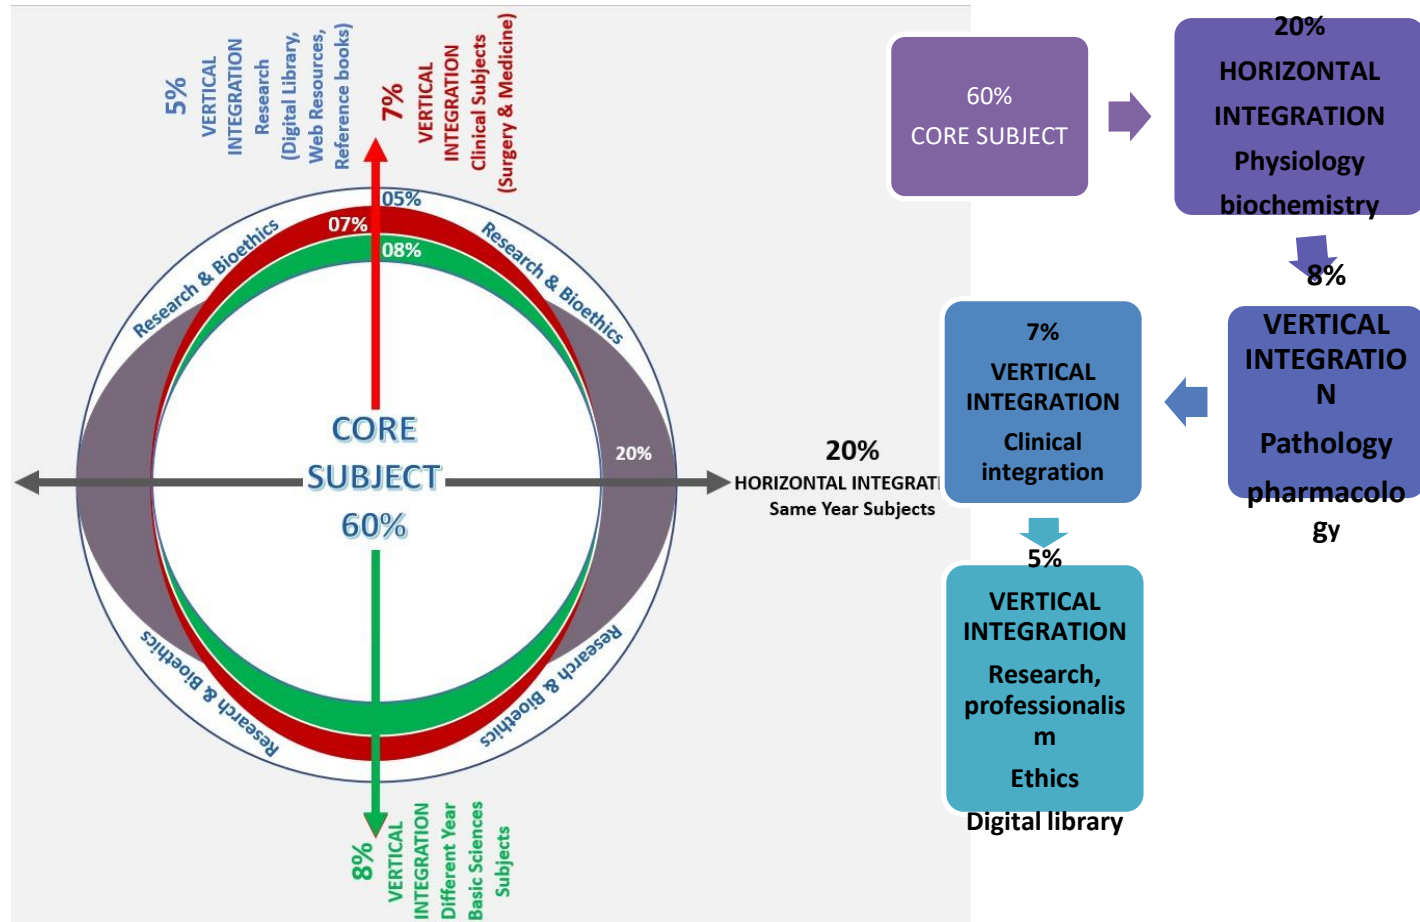 5%
VERTICAL
INTEGRATION
Research
(Digital Library,
Web Resources,
Reference books)
7%
VERTICAL
INTEGRATION
Clinical Subjects
(Surgery & Medicine)
05%
07%
08%
Research & Bioethics
Research & Bioethics
CORE
SUBJECT
60%
20%
20%
HORIZONTAL INTEGRATI
Same Year Subjects
Research & Bioethics
Research & Bioethics
8%
VERTICAL
INTEGRATION
Different Year
Basic Sciences
Subjects
60%
CORE SUBJECT
20%
HORIZONTAL
INTEGRATION
Physiology
biochemistry
8%
VERTICAL
INTEGRATIO
N
Pathology
pharmacolo
gy
7%
VERTICAL
INTEGRATION
Clinical
integration
5%
VERTICAL
INTEGRATION
Research,
professionalis
m
Ethics
Digital library